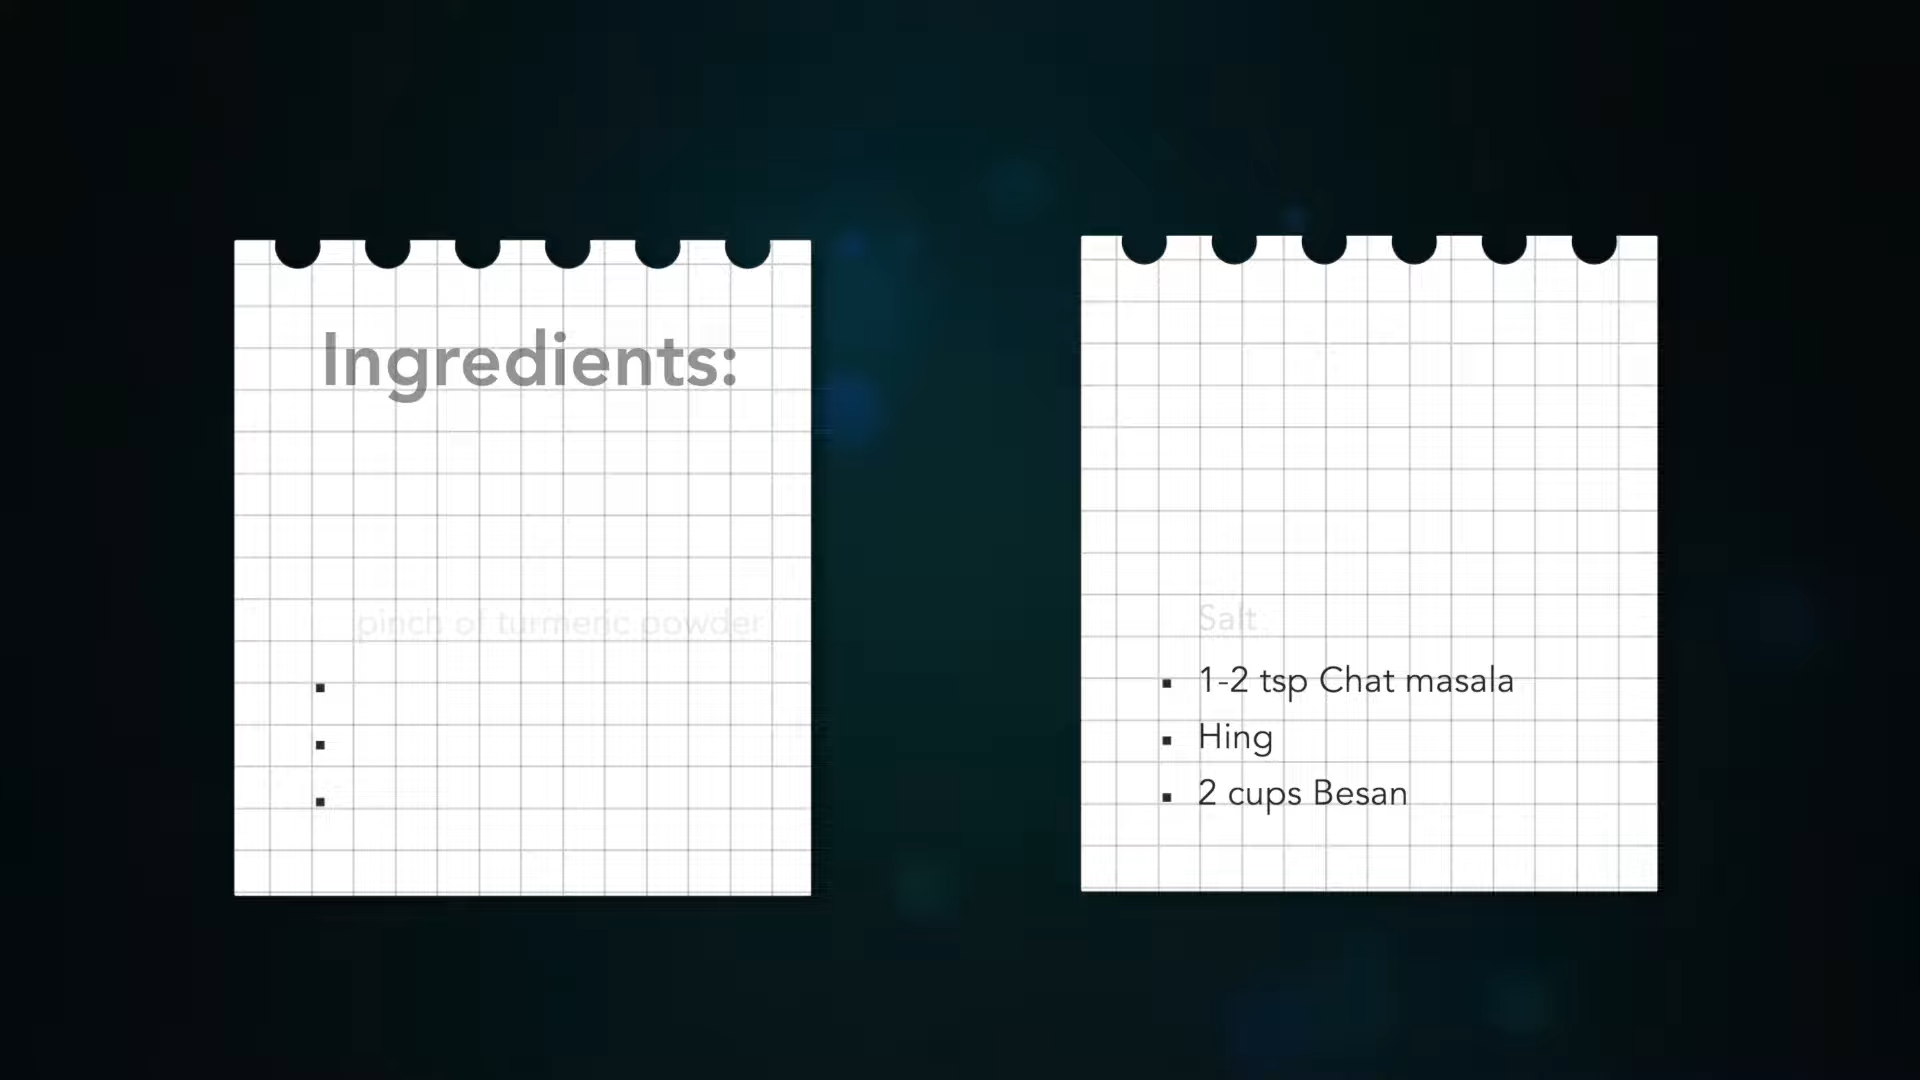 Ingredients:
pinch of turmeric powder
▪
▪
▪
Salt
▪ 1-2 tsp Chat masala
▪ Hing
▪ 2 cups Besan